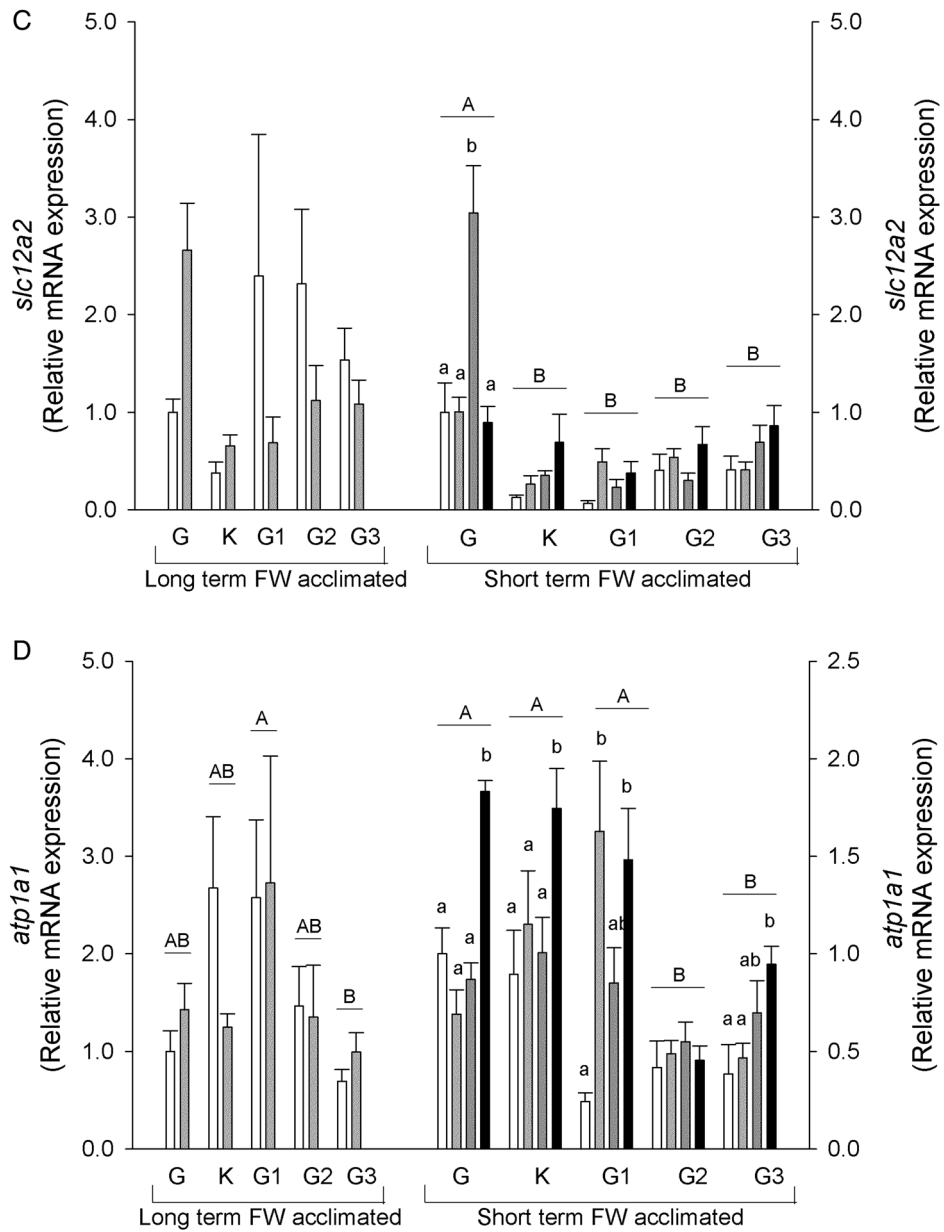 C
5.0
4.0
3.0
2.0
1.0
0.0
slc12a2
(Relative mRNA expression)
A
b
a a a
B
B
B
B
5.0
4.0
3.0
2.0
1.0
0.0
slc12a2
(Relative mRNA expression)
G K G1 G2 G3
Long term FW acclimated
G K G1 G2 G3
Short term FW acclimated
D
5.0
4.0
3.0
2.0
1.0
0.0
atp1a1
(Relative mRNA expression)
AB
AB
A
AB
B
A
a a a b
A
a a a b
A
a b ab b
B
B
a a ab b
2.5
2.0
1.5
1.0
0.5
0.0
atp1a1
(Relative mRNA expression)
G K G1 G2 G3
Long term FW acclimated
G K G1 G2 G3
Short term FW acclimated